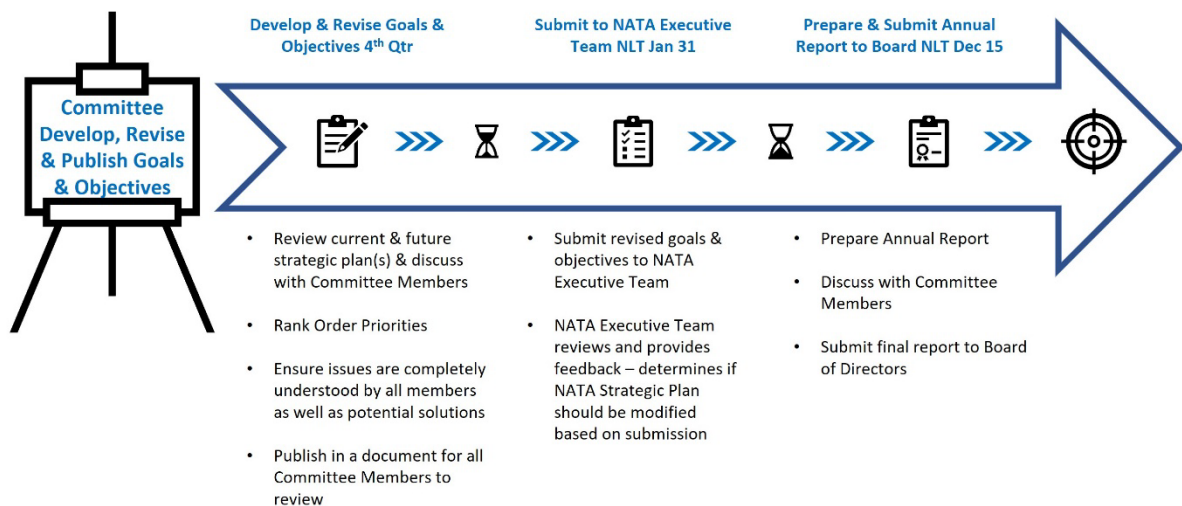 Committee
Develop, Revise
& Publish Goals
& Objectives
Develop & Revise Goals &
Objectives 4th Qtr
Submit to NATA Executive
Team NLT Jan 31
Prepare & Submit Annual
Report to Board NLT Dec 15
• Review current & future
strategic plan(s) & discuss
with Committee Members
• Rank Order Priorities
• Ensure issues are completely
understood by all members
as well as potential solutions
• Publish in a document for all
Committee Members to
review
• Submit revised goals &
objectives to NATA
Executive Team
• NATA Executive Team
reviews and provides
feedback – determines if
NATA Strategic Plan
should be modified
based on submission
• Prepare Annual Report
• Discuss with Committee
Members
• Submit final report to Board
of Directors